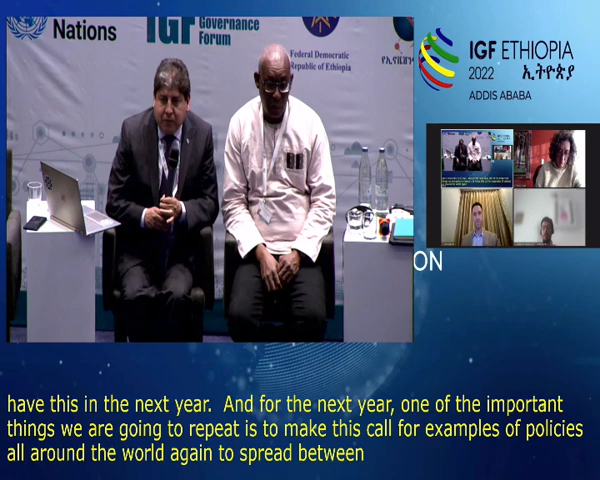 Nations
IGF
Governance
Forum
Federal Democratic
Republic of Ethiopia
IGF ETHIOPIA
2022 ኢትዮጵያ
ADDIS ABABA
ON
have this in the next year.  And for the next year, one of the important
things we are going to repeat is to make this call for examples of policies
all around the world again to spread between